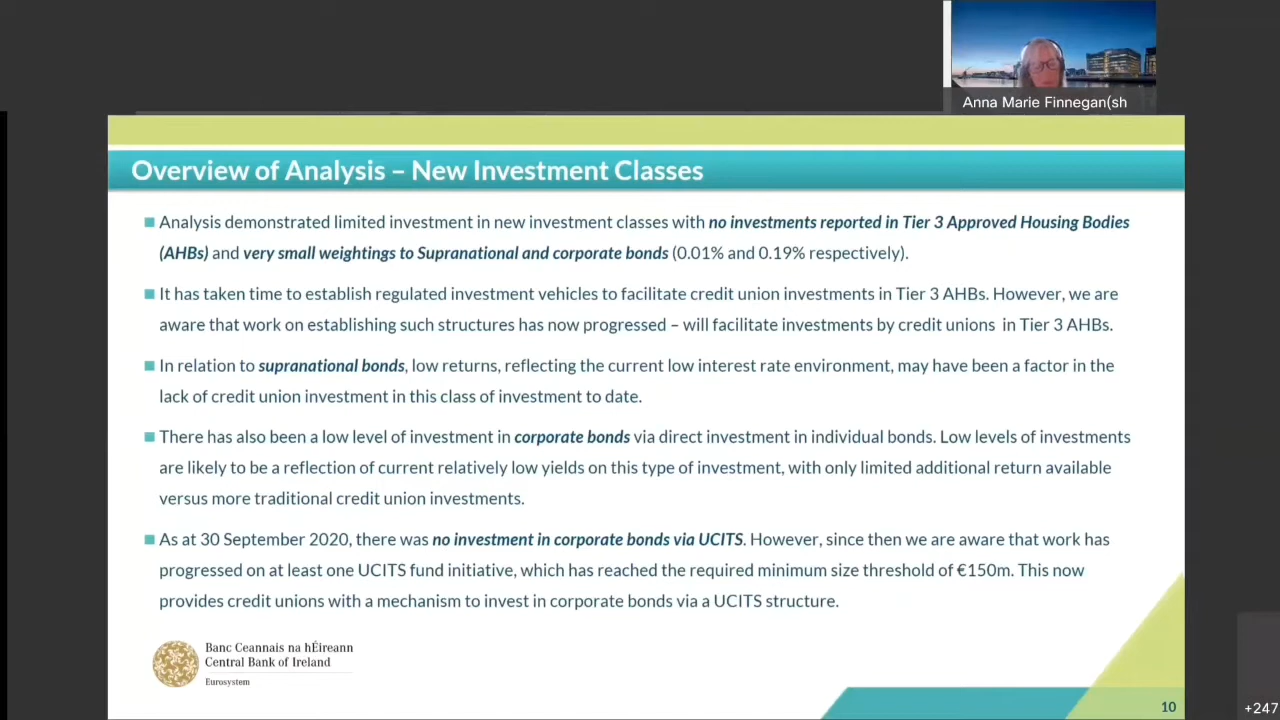 Anna Marie Finnegan(sh
Overview of Analysis – New Investment Classes
Analysis demonstrated limited investment in new investment classes with no investments reported in Tier 3 Approved Housing Bodies
(AHBs) and very small weightings to Supranational and corporate bonds (0.01% and 0.19% respectively).
It has taken time to establish regulated investment vehicles to facilitate credit union investments in Tier 3 AHBs. However, we are
aware that work on establishing such structures has now progressed – will facilitate investments by credit unions in Tier 3 AHBs.
In relation to supranational bonds, low returns, reflecting the current low interest rate environment, may have been a factor in the
lack of credit union investment in this class of investment to date.
There has also been a low level of investment in corporate bonds via direct investment in individual bonds. Low levels of investments
are likely to be a reflection of current relatively low yields on this type of investment, with only limited additional return available
versus more traditional credit union investments.
As at 30 September 2020, there was no investment in corporate bonds via UCITS. However, since then we are aware that work has
progressed on at least one UCITS fund initiative, which has reached the required minimum size threshold of €150m. This now
provides credit unions with a mechanism to invest in corporate bonds via a UCITS structure.
Banc Ceannais na hÉireann
Central Bank of Ireland
Eurosystem
10
+247